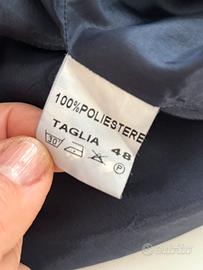 100%POLIESTERE
TAGLIA 48
30 P
subito